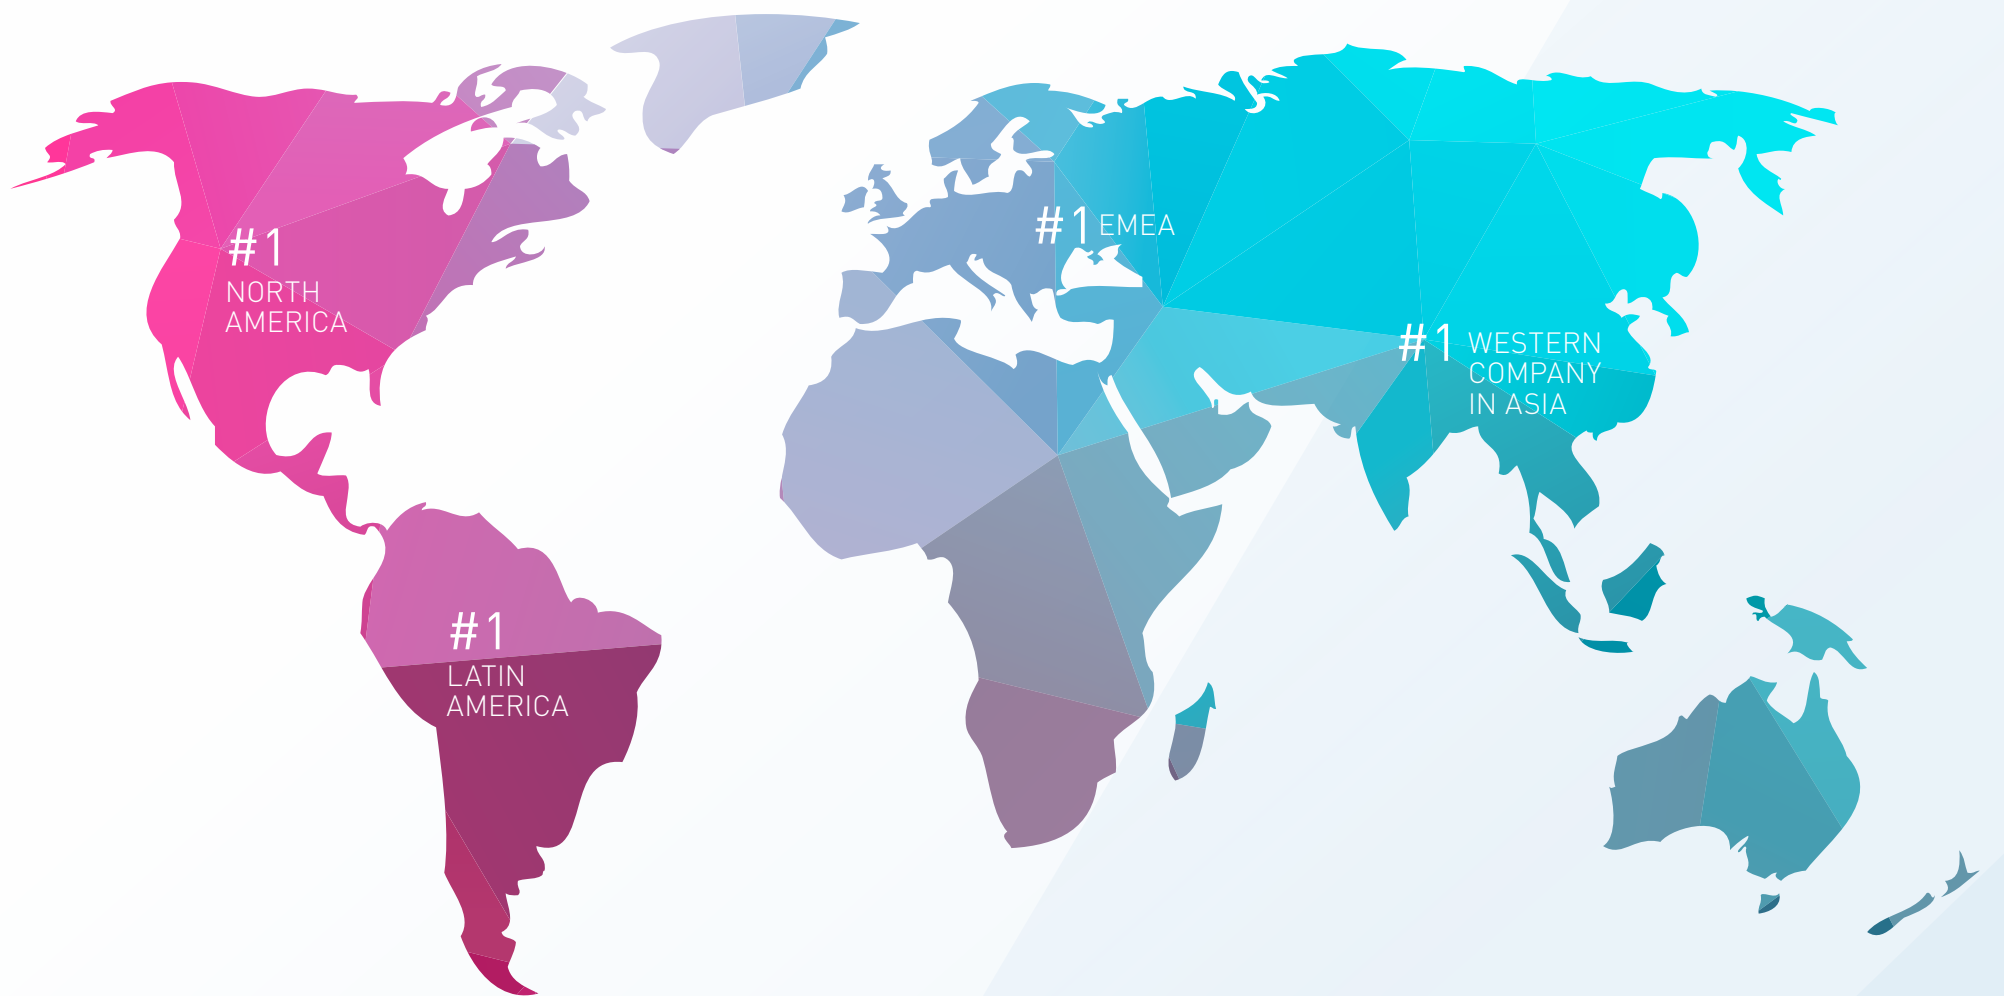 #1
NORTH
AMERICA
#1 EMEA
#1 WESTERN
COMPANY
IN ASIA
#1
LATIN
AMERICA